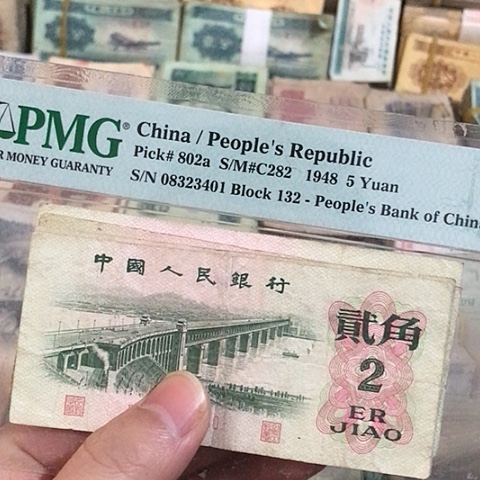 PMG®
R MONEY GUARANTY
China / People's Republic
Pick# 802a S/M#C282 1948 5 Yuan
S/N 08323401 Block 132 - People's Bank of China
中國人民銀行
貳角
2
ER
JIAO